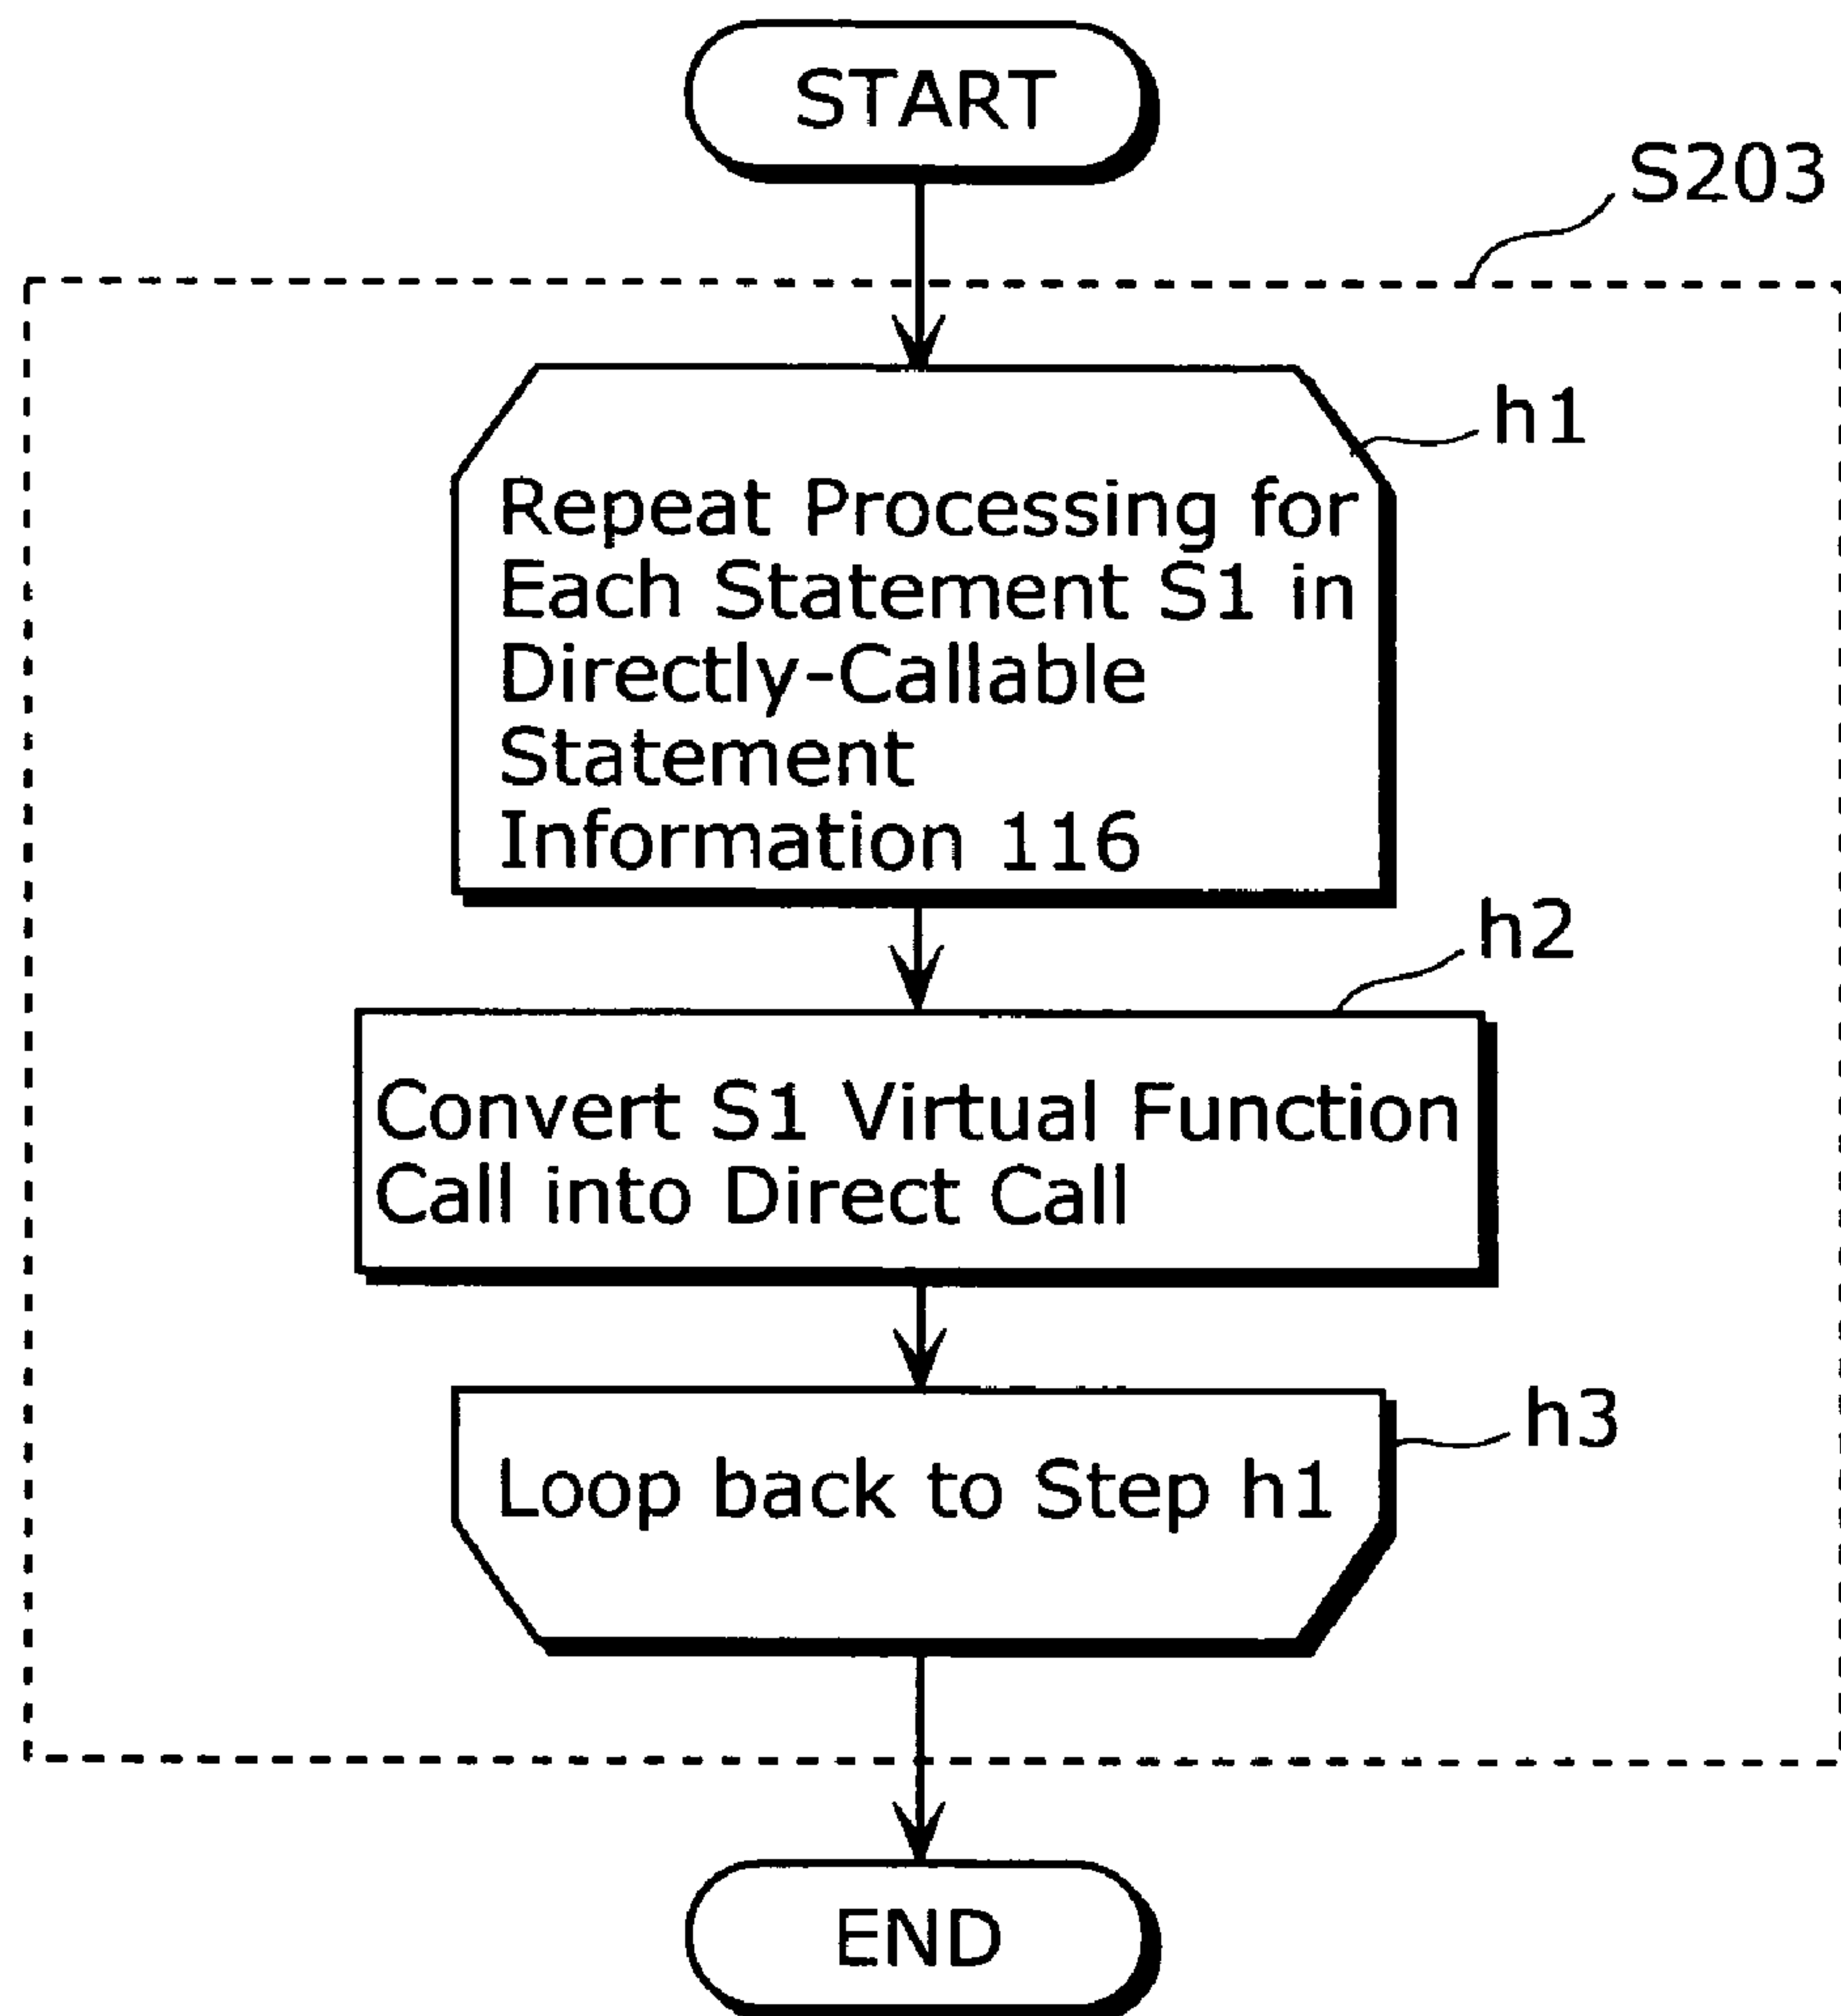 START
S203
h1
Repeat Processing for
Each Statement S1 in
Directly-Callable
Statement
Information 116
h2
Convert S1 Virtual Function
Call into Direct Call
h3
Loop back to Step h1
END